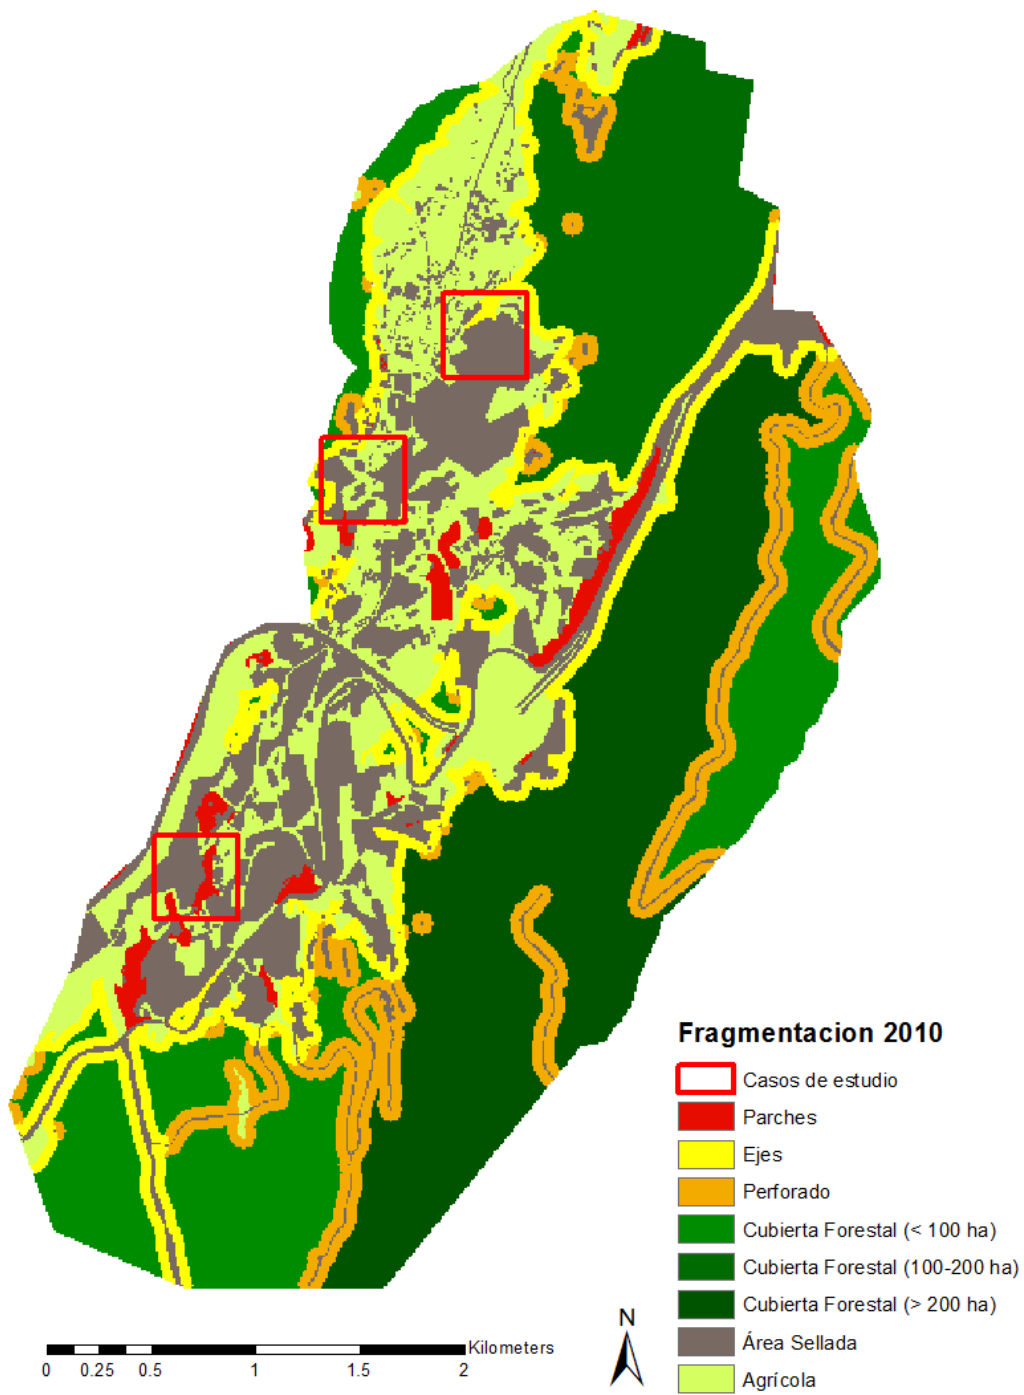 Fragmentacion 2010
Casos de estudio
Parches
Ejes
Perforado
Cubierta Forestal (< 100 ha)
Cubierta Forestal (100-200 ha)
Cubierta Forestal (> 200 ha)
Área Sellada
Agrícola
N
Kilometers
0 0.25 0.5 1 1.5 2